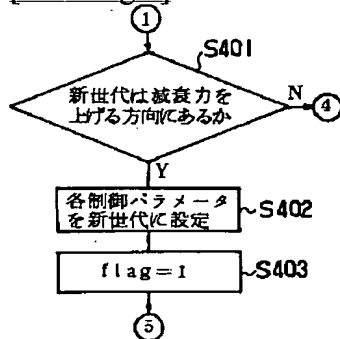 1
S401
新世代は減衰力を
上げる方向にあるか
N
4
Y
各制御パラメータ
を新世代に設定
S402
flag=1
S403
5